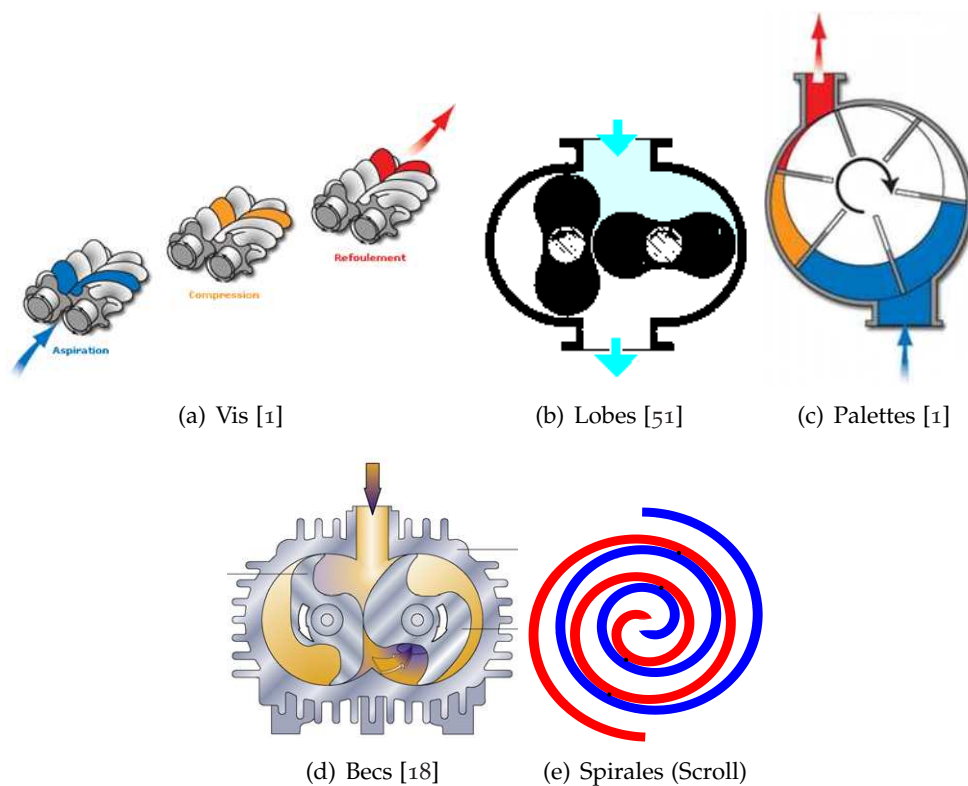 Refoulement
Compression
Aspiration
(a) Vis [1]
(b) Lobes [51]
(c) Palettes [1]
(d) Becs [18]
(e) Spirales (Scroll)